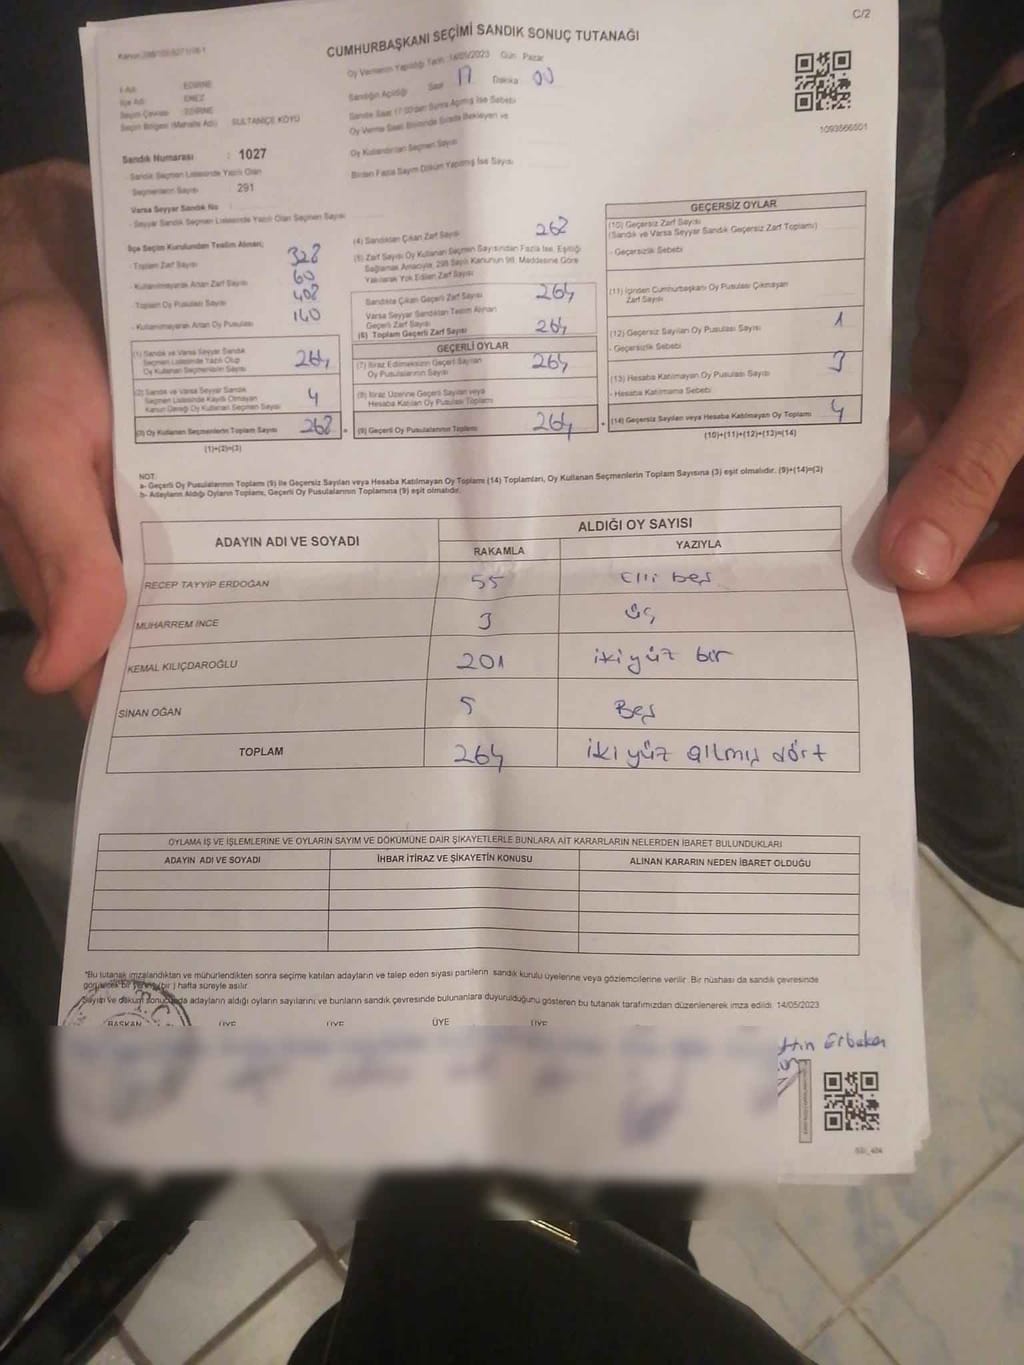 C/2
CUMHURBAŞKANI SEÇİMİ SANDIK SONUÇ TUTANAĞI
Oy Vermenin Yapıldığı Tarih 14/05/2023 Gün Pazar
Sandığın Açıldığı Saat 17 Dakika 00
Sandık Saat 17:00'dan Sonra Açılmış İse Sebebi
Oy Verme Saati Bitiminde Sırada Bekleyen ve
Oy Kullandırılan Seçmen Sayısı
Birden Fazla Sayım Döküm Yapılmış İse Sayısı
1093566501
İl Adı EDİRNE
İlçe Adı ENEZ
Seçim Çevresi EDİRNE
Seçim Bölgesi (Mahalle Adı) SULTANİÇE KÖYÜ
Sandık Numarası : 1027
- Sandık Seçmen Listesinde Yazılı Olan
Seçmenlerin Sayısı 291
Varsa Seyyar Sandık No :
- Seyyar Sandık Seçmen Listesinde Yazılı Olan Seçmen Sayısı
İlçe Seçim Kurulundan Teslim Alınan;
- Toplam Zarf Sayısı 328
- Kullanılmayarak Artan Zarf Sayısı 60
- Toplam Oy Pusulası Sayısı 408
- Kullanılmayarak Artan Oy Pusulası 140
(1) Sandık ve Varsa Seyyar Sandık
Seçmen Listesinde Yazılı Olup
Oy Kullanan Seçmenlerin Sayısı 264
(2) Sandık ve Varsa Seyyar Sandık
Seçmen Listesinde Kayıtlı Olmayan
Kanun Gereği Oy Kullanan Seçmen Sayısı 4
(3) Oy Kullanan Seçmenlerin Toplam Sayısı 268
(1)+(2)=(3)
(4) Sandıktan Çıkan Zarf Sayısı 268
(5) Zarf Sayısı Oy Kullanan Seçmen Sayısından Fazla İse, Eşitliği
Sağlamak Amacıyla, 298 Sayılı Kanunun 98. Maddesine Göre
Yakılarak Yok Edilen Zarf Sayısı
Sandıkta Çıkan Geçerli Zarf Sayısı 264
Varsa Seyyar Sandıktan Teslim Alınan
Geçerli Zarf Sayısı
(6) Toplam Geçerli Zarf Sayısı 264
GEÇERLİ OYLAR
(7) İtiraz Edilmeksizin Geçerli Sayılan
Oy Pusulalarının Sayısı 264
(8) İtiraz Üzerine Geçerli Sayılan veya
Hesaba Katılan Oy Pusulası Toplamı
(9) Geçerli Oy Pusulalarının Toplamı 264
GEÇERSİZ OYLAR
(10) Geçersiz Zarf Sayısı
(Sandık ve Varsa Seyyar Sandık Geçersiz Zarf Toplamı)
- Geçersizlik Sebebi
(11) İçinden Cumhurbaşkanı Oy Pusulası Çıkmayan
Zarf Sayısı
(12) Geçersiz Sayılan Oy Pusulası Sayısı 1
- Geçersizlik Sebebi
(13) Hesaba Katılmayan Oy Pusulası Sayısı 3
- Hesaba Katılmama Sebebi
(14) Geçersiz Sayılan veya Hesaba Katılmayan Oy Toplamı 4
(10)+(11)+(12)+(13)=(14)
NOT:
a- Geçerli Oy Pusulalarının Toplamı (9) ile Geçersiz Sayılan veya Hesaba Katılmayan Oy Toplamı (14) Toplamları, Oy Kullanan Seçmenlerin Toplam Sayısına (3) eşit olmalıdır. (9)+(14)=(3)
b- Adayların Aldığı Oyların Toplamı, Geçerli Oy Pusulalarının Toplamına (9) eşit olmalıdır.
ADAYIN ADI VE SOYADI ALDIĞI OY SAYISI
RAKAMLA YAZIYLA
RECEP TAYYİP ERDOĞAN 55 Elli beş
MUHARREM İNCE 3 üç
KEMAL KILIÇDAROĞLU 201 iki yüz bir
SİNAN OĞAN 5 Beş
TOPLAM 264 iki yüz atlmış dört
OYLAMA İŞ VE İŞLEMLERİNE VE OYLARIN SAYIM VE DÖKÜMÜNE DAİR ŞİKAYETLERLE BUNLARA AİT KARARLARIN NELERDEN İBARET BULUNDUKLARI
ADAYIN ADI VE SOYADI İHBAR İTİRAZ VE ŞİKAYETİN KONUSU ALINAN KARARIN NEDEN İBARET OLDUĞU
*Bu tutanak imzalandıktan ve mühürlendikten sonra seçime katılan adayların ve talep eden siyasi partilerin sandık kurulu üyelerine veya gözlemcilerine verilir. Bir nüshası da sandık çevresinde
görülecek bir yere (bir) hafta süreyle asılır.
Sayım ve döküm sonucunda adayların aldığı oyların sayılarını ve bunların sandık çevresinde bulunanlara duyurulduğunu gösteren bu tutanak tarafımızdan düzenlenerek imza edildi. 14/05/2023
BAŞKAN ÜYE ÜYE ÜYE ÜYE
ttin Erbakan